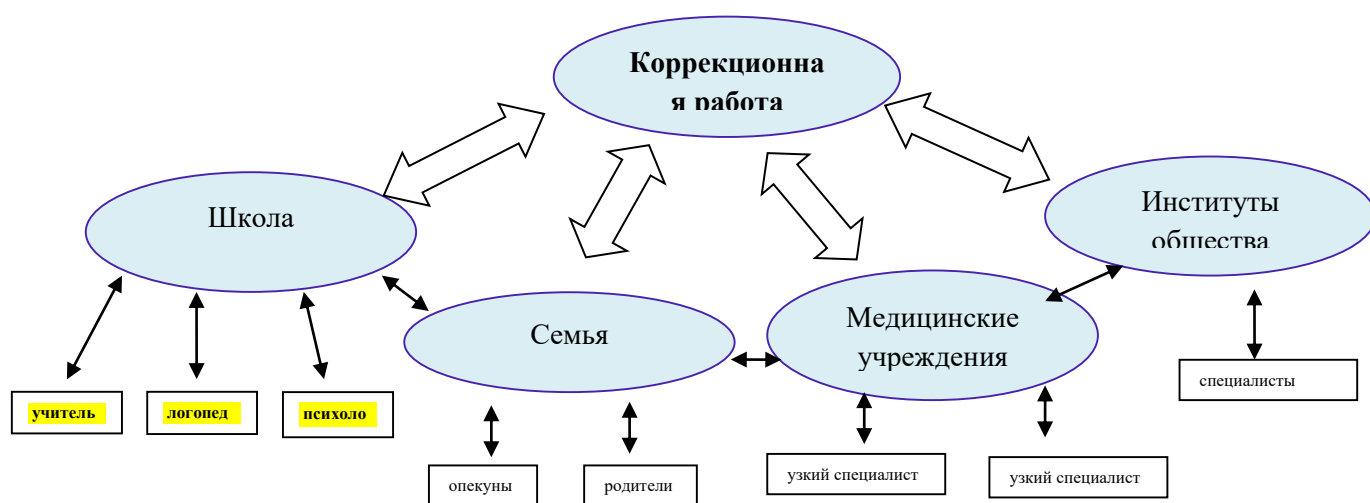 Коррекционна
я работа
Школа
Институты
общества
Семья
Медицинские
учреждения
специалисты
учитель
логопед
психоло
опекуны
родители
узкий специалист
узкий специалист